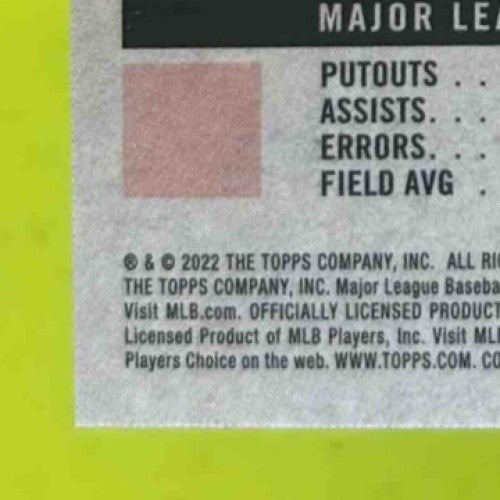 MAJOR LEA
PUTOUTS . .
ASSISTS. . .
ERRORS. . .
FIELD AVG .
® & © 2022 THE TOPPS COMPANY, INC. ALL RIG
THE TOPPS COMPANY, INC. Major League Baseba
Visit MLB.com. OFFICIALLY LICENSED PRODUCT
Licensed Product of MLB Players, Inc. Visit MLB
Players Choice on the web. WWW.TOPPS.COM. CO